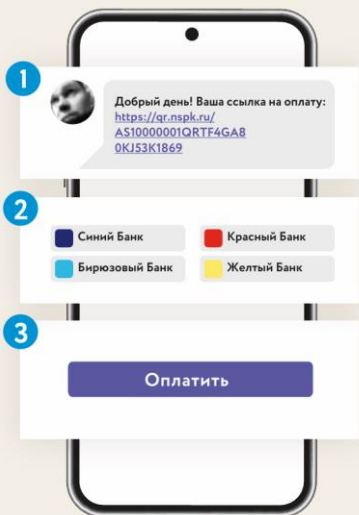 1
Добрый день! Ваша ссылка на оплату:
https://qr.nspk.ru/
AS10000001QRTF4GA8
0KJ53K1869
2
Синий Банк
Красный Банк
Бирюзовый Банк
Желтый Банк
3
Оплатить